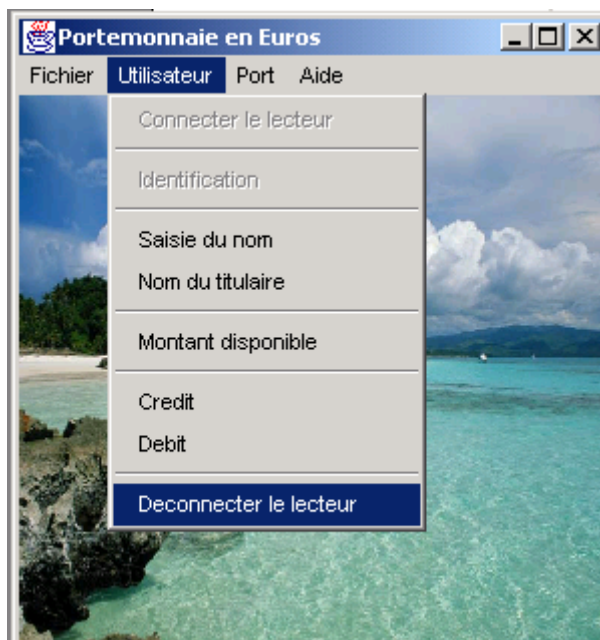 Portemonnaie en Euros
Fichier Utilisateur Port Aide
Connecter le lecteur
Identification
Saisie du nom
Nom du titulaire
Montant disponible
Credit
Debit
Deconnecter le lecteur